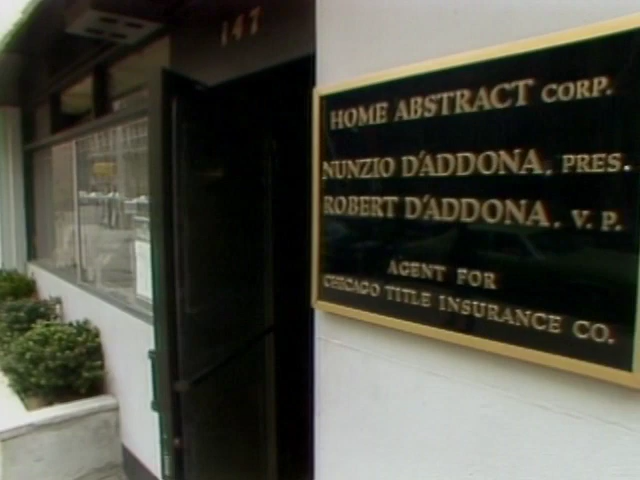 147
HOME ABSTRACT CORP.
NUNZIO D'ADDONA, PRES.
ROBERT D'ADDONA, V. P.
AGENT FOR
CHICAGO TITLE INSURANCE CO.